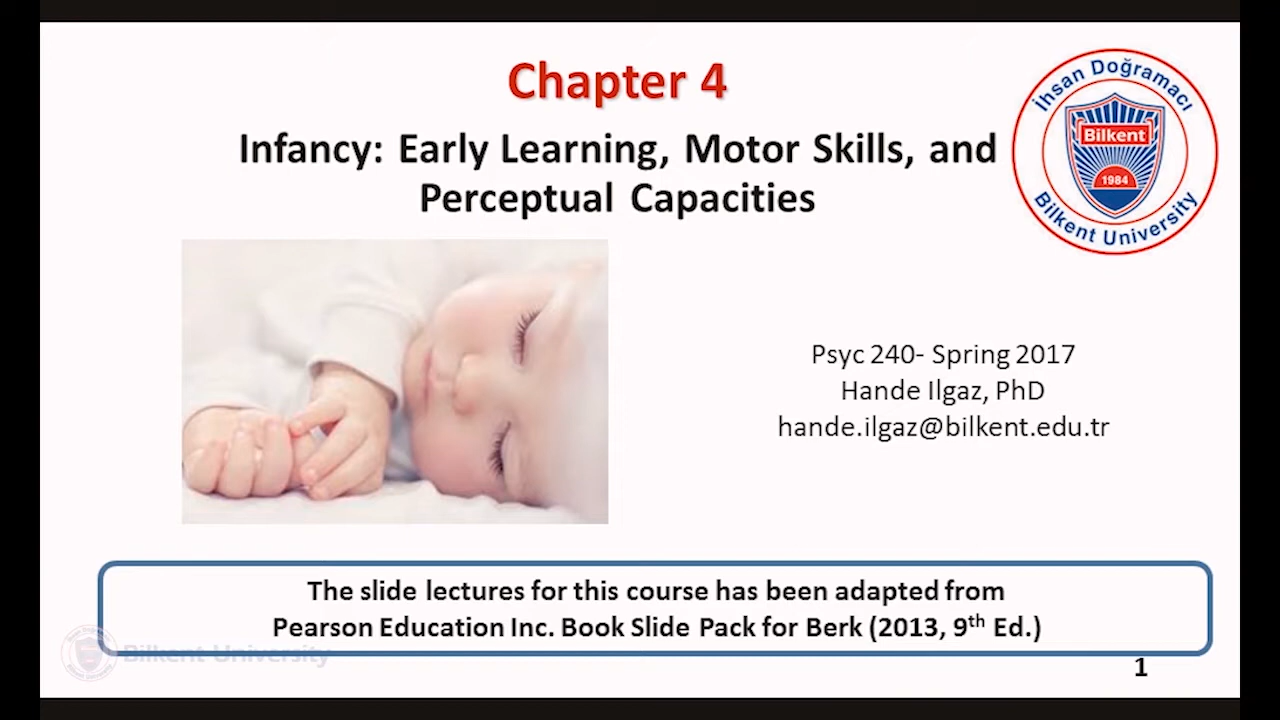 Chapter 4
Infancy: Early Learning, Motor Skills, and
Perceptual Capacities
İhsan Doğramacı
Bilkent
1984
Bilkent University
Psyc 240- Spring 2017
Hande Ilgaz, PhD
hande.ilgaz@bilkent.edu.tr
The slide lectures for this course has been adapted from
Pearson Education Inc. Book Slide Pack for Berk (2013, 9th Ed.)
Bilkent University
1